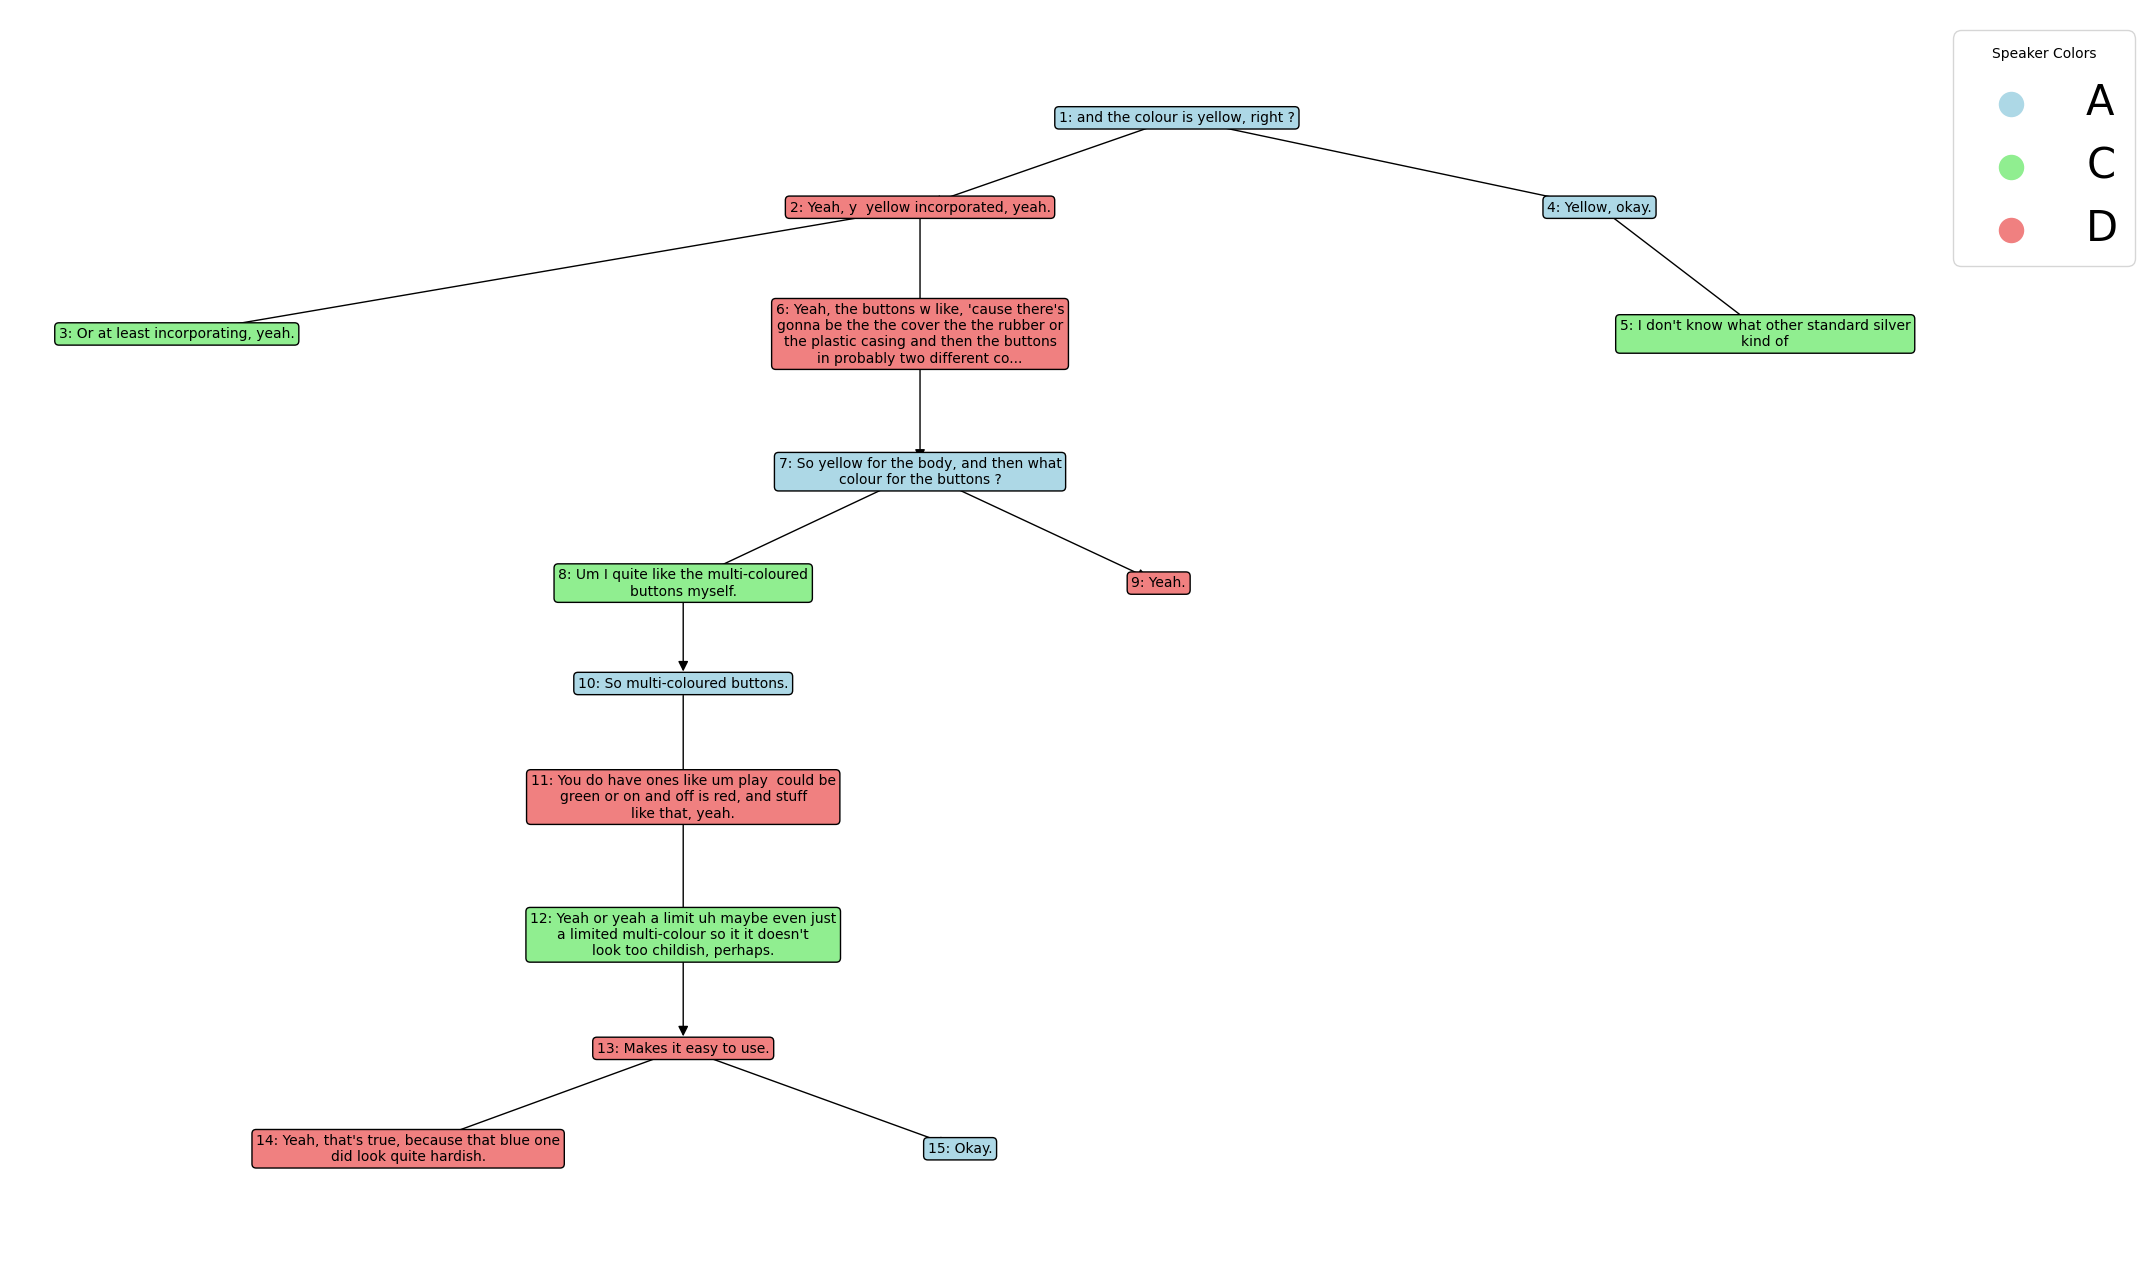 Speaker Colors
A
C
D
1: and the colour is yellow, right ?
2: Yeah, y  yellow incorporated, yeah.
4: Yellow, okay.
3: Or at least incorporating, yeah.
6: Yeah, the buttons w like, 'cause there's
gonna be the the cover the the rubber or
the plastic casing and then the buttons
in probably two different co...
5: I don't know what other standard silver
kind of
7: So yellow for the body, and then what
colour for the buttons ?
8: Um I quite like the multi-coloured
buttons myself.
9: Yeah.
10: So multi-coloured buttons.
11: You do have ones like um play  could be
green or on and off is red, and stuff
like that, yeah.
12: Yeah or yeah a limit uh maybe even just
a limited multi-colour so it it doesn't
look too childish, perhaps.
13: Makes it easy to use.
14: Yeah, that's true, because that blue one
did look quite hardish.
15: Okay.